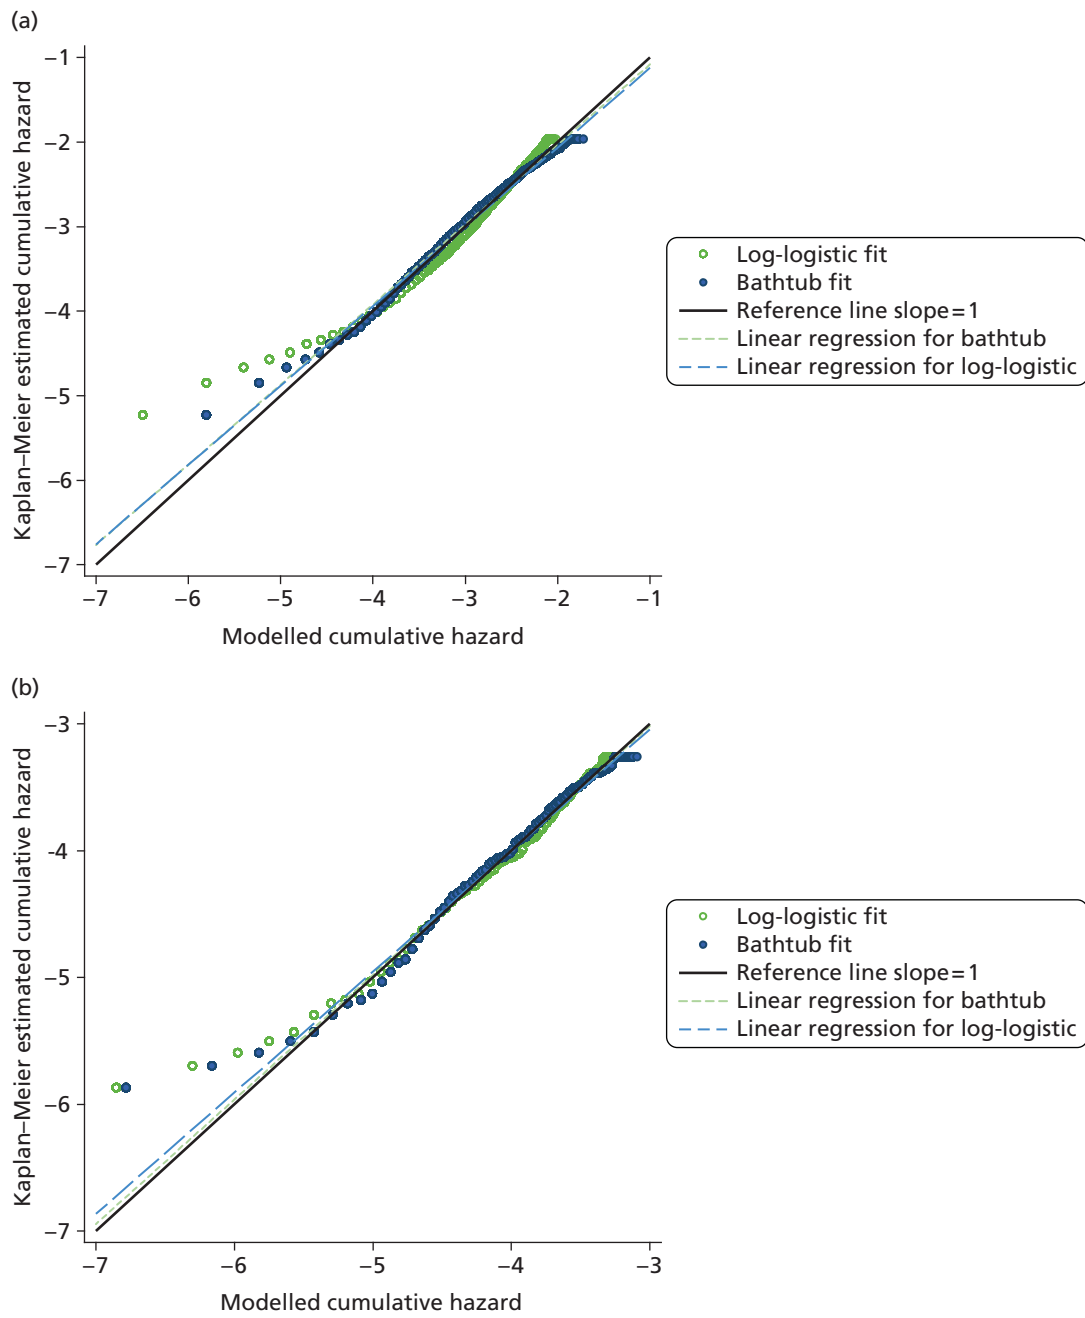 (a)
Kaplan–Meier estimated cumulative hazard
−1
−2
−3
−4
−5
−6
−7
−7 −6 −5 −4 −3 −2 −1
Modelled cumulative hazard
Log-logistic fit
Bathtub fit
Reference line slope=1
Linear regression for bathtub
Linear regression for log-logistic
(b)
Kaplan–Meier estimated cumulative hazard
−3
-4
−5
−6
−7
−7 −6 −5 −4 −3
Modelled cumulative hazard
Log-logistic fit
Bathtub fit
Reference line slope=1
Linear regression for bathtub
Linear regression for log-logistic